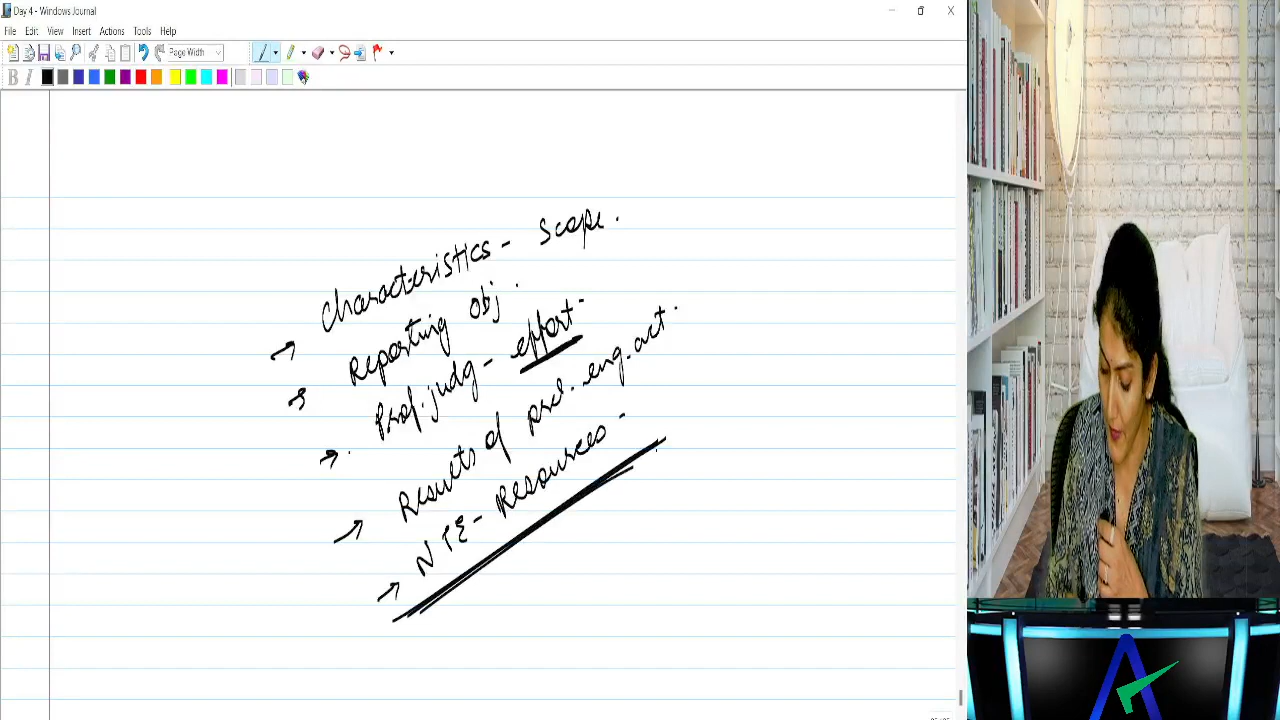 Day 4 - Windows Journal
File Edit View Insert Actions Tools Help
Page Width
B I
→ Characteristics - Scope.
→ Reporting obj.
→ Prof. judg - effort.
→ Results of prel. eng. act.
→ NTE - Resources -